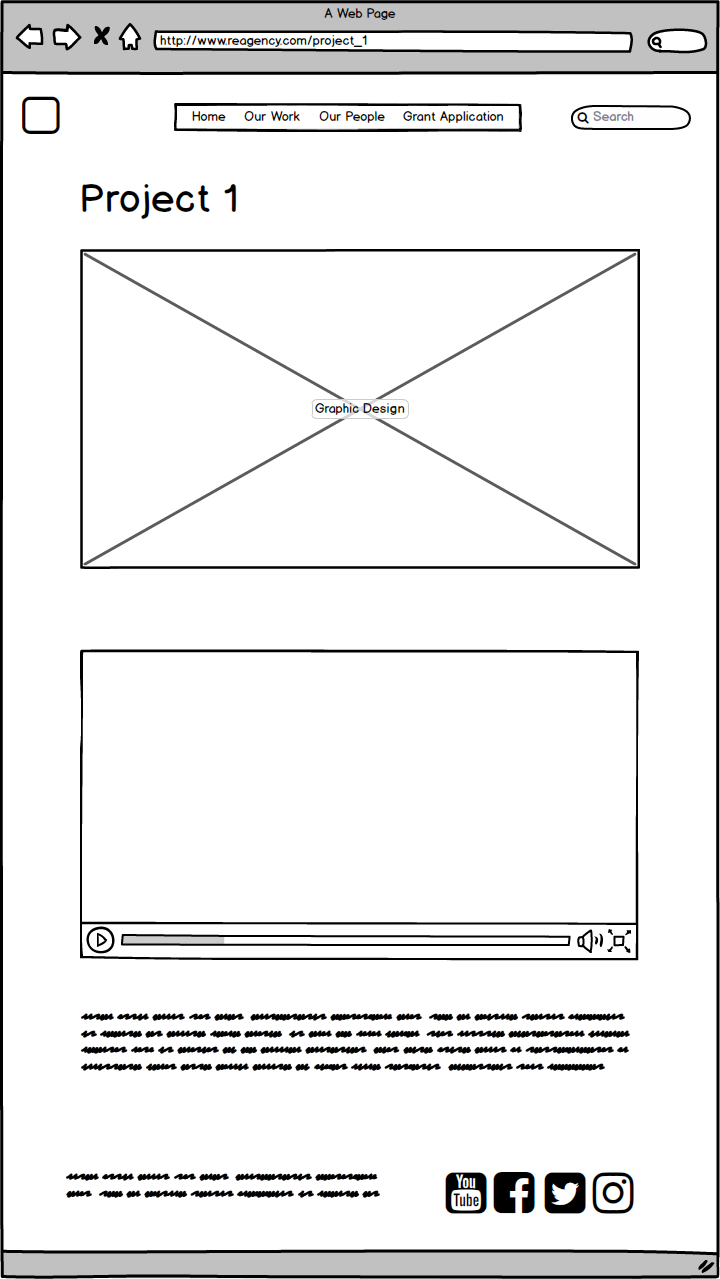 A Web Page
http://www.reagency.com/project_1
Home Our Work Our People Grant Application
Search
Project 1
Graphic Design
You
Tube